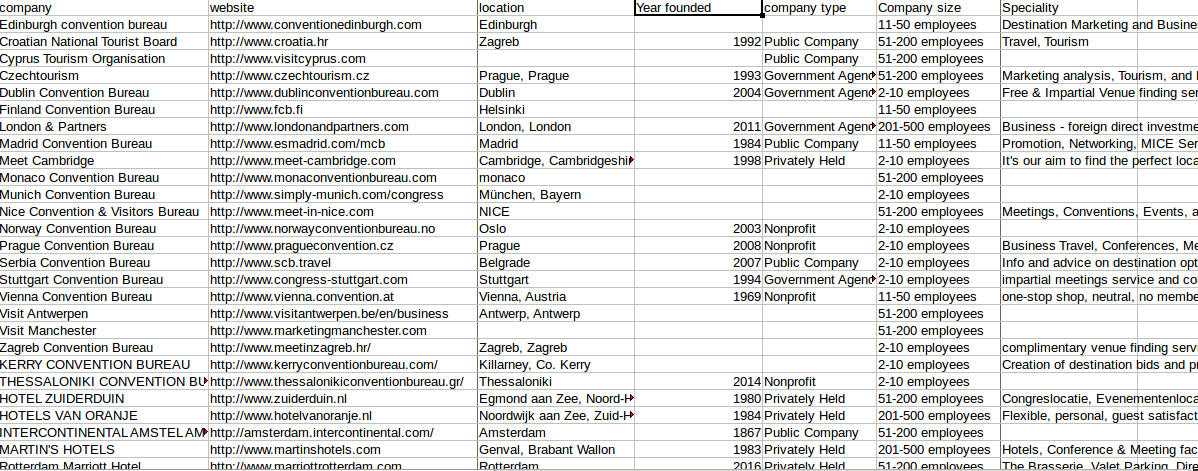 company website location Year founded company type Company size Speciality
Edinburgh convention bureau http://www.conventionedinburgh.com Edinburgh 11-50 employees Destination Marketing and Busine
Croatian National Tourist Board http://www.croatia.hr Zagreb 1992 Public Company 51-200 employees Travel, Tourism
Cyprus Tourism Organisation http://www.visitcyprus.com Public Company 51-200 employees
Czechtourism http://www.czechtourism.cz Prague, Prague 1993 Government Agenc 51-200 employees Marketing analysis, Tourism, and
Dublin Convention Bureau http://www.dublinconventionbureau.com Dublin 2004 Government Agenc 2-10 employees Free & Impartial Venue finding ser
Finland Convention Bureau http://www.fcb.fi Helsinki 11-50 employees
London & Partners http://www.londonandpartners.com London, London 2011 Government Agenc 201-500 employees Business - foreign direct investme
Madrid Convention Bureau http://www.esmadrid.com/mcb Madrid 1984 Public Company 11-50 employees Promotion, Networking, MICE Ser
Meet Cambridge http://www.meet-cambridge.com Cambridge, Cambridgeshi 1998 Privately Held 2-10 employees It's our aim to find the perfect loca
Monaco Convention Bureau http://www.monaconventionbureau.com monaco 51-200 employees
Munich Convention Bureau http://www.simply-munich.com/congress München, Bayern 2-10 employees
Nice Convention & Visitors Bureau http://www.meet-in-nice.com NICE 51-200 employees Meetings, Conventions, Events, a
Norway Convention Bureau http://www.norwayconventionbureau.no Oslo 2003 Nonprofit 2-10 employees
Prague Convention Bureau http://www.pragueconvention.cz Prague 2008 Nonprofit 2-10 employees Business Travel, Conferences, Me
Serbia Convention Bureau http://www.scb.travel Belgrade 2007 Public Company 2-10 employees Info and advice on destination opt
Stuttgart Convention Bureau http://www.congress-stuttgart.com Stuttgart 1994 Government Agenc 2-10 employees impartial meetings service and co
Vienna Convention Bureau http://www.vienna.convention.at Vienna, Austria 1969 Nonprofit 11-50 employees one-stop shop, neutral, no membe
Visit Antwerpen http://www.visitantwerpen.be/en/business Antwerp, Antwerp 51-200 employees
Visit Manchester http://www.marketingmanchester.com 51-200 employees
Zagreb Convention Bureau http://www.meetinzagreb.hr/ Zagreb, Zagreb 2-10 employees complimentary venue finding servi
KERRY CONVENTION BUREAU http://www.kerryconventionbureau.com/ Killarney, Co. Kerry 2-10 employees Creation of destination bids and pr
THESSALONIKI CONVENTION BU http://www.thessalonikiconventionbureau.gr/ Thessaloniki 2014 Nonprofit 2-10 employees
HOTEL ZUIDERDUIN http://www.zuiderduin.nl Egmond aan Zee, Noord-H 1980 Privately Held 51-200 employees Congreslocatie, Evenementenloca
HOTELS VAN ORANJE http://www.hotelvanoranje.nl Noordwijk aan Zee, Zuid-H 1984 Privately Held 201-500 employees Flexible, personal, guest satisfact
INTERCONTINENTAL AMSTEL AM http://amsterdam.intercontinental.com/ Amsterdam 1867 Public Company 51-200 employees
MARTIN'S HOTELS http://www.martinshotels.com Genval, Brabant Wallon 1983 Privately Held 201-500 employees Hotels, Conference & Meeting fac
Rotterdam Marriott Hotel http://www.marriottrotterdam.com Rotterdam 2016 Privately Held 51-200 employees The Brasserie, Valet Parking, Dire